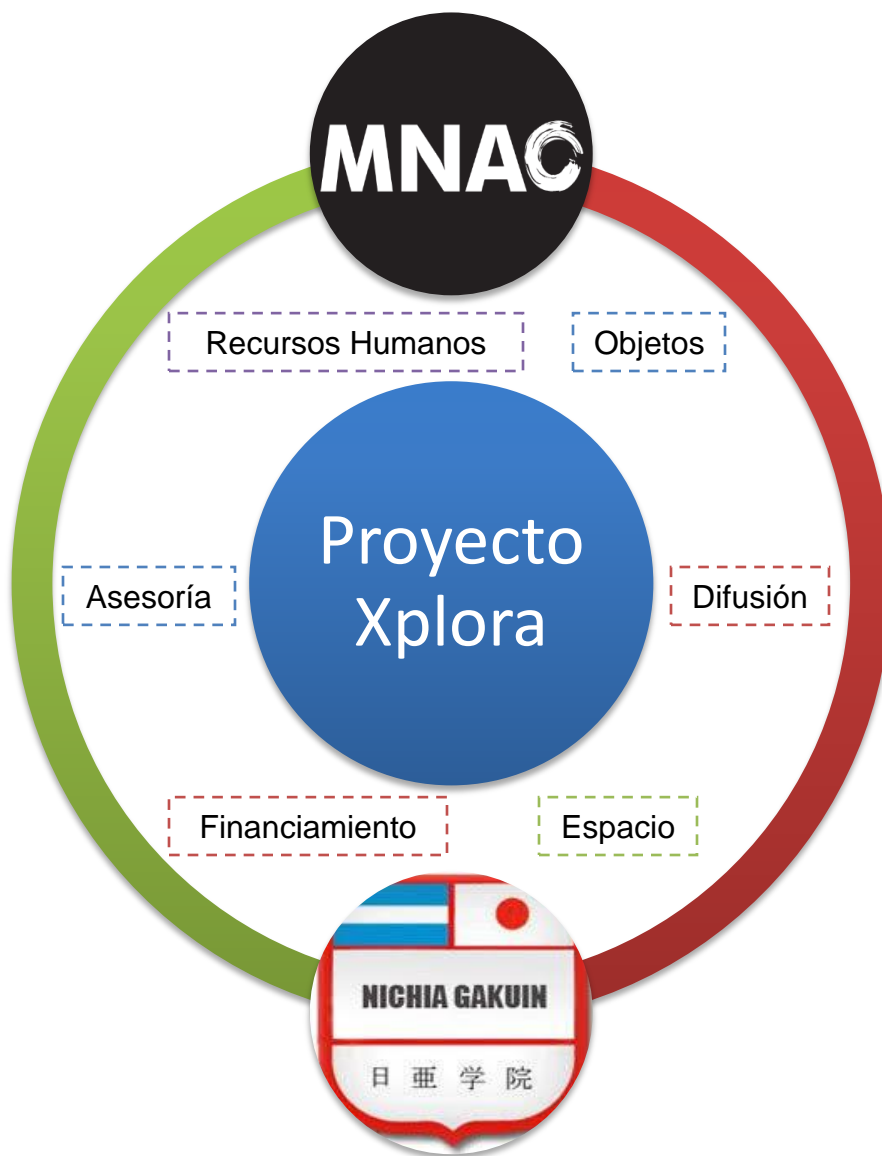 MNAC
Recursos Humanos
Objetos
Proyecto
Xplora
Asesoría
Difusión
Financiamiento
Espacio
NICHIA GAKUIN
日亜学院